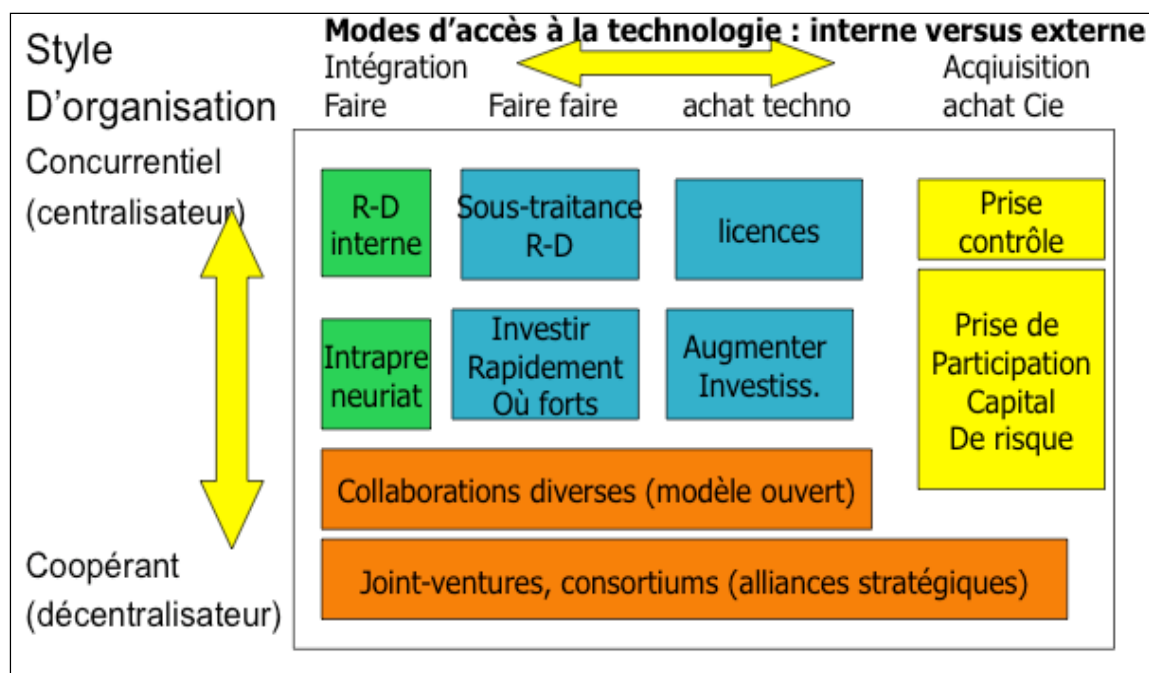 Style
D'organisation
Modes d'accès à la technologie : interne versus externe
Intégration
Acqiuisition
Faire
Faire faire
achat techno
achat Cie
Concurrentiel
(centralisateur)
R-D
interne
Sous-traitance
R-D
licences
Prise
contrôle
Intrapre
neuriat
Investir
Rapidement
Où forts
Augmenter
Investiss.
Prise de
Participation
Capital
De risque
Collaborations diverses (modèle ouvert)
Coopérant
(décentralisateur)
Joint-ventures, consortiums (alliances stratégiques)